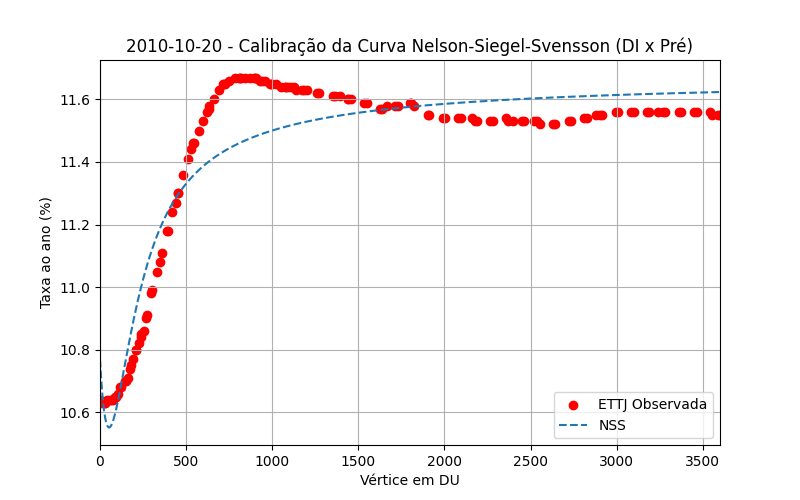 2010-10-20 - Calibração da Curva Nelson-Siegel-Svensson (DI x Pré)
Taxa ao ano (%)
11.6
11.4
11.2
11.0
10.8
10.6
0 500 1000 1500 2000 2500 3000 3500
Vértice em DU
ETTJ Observada
NSS